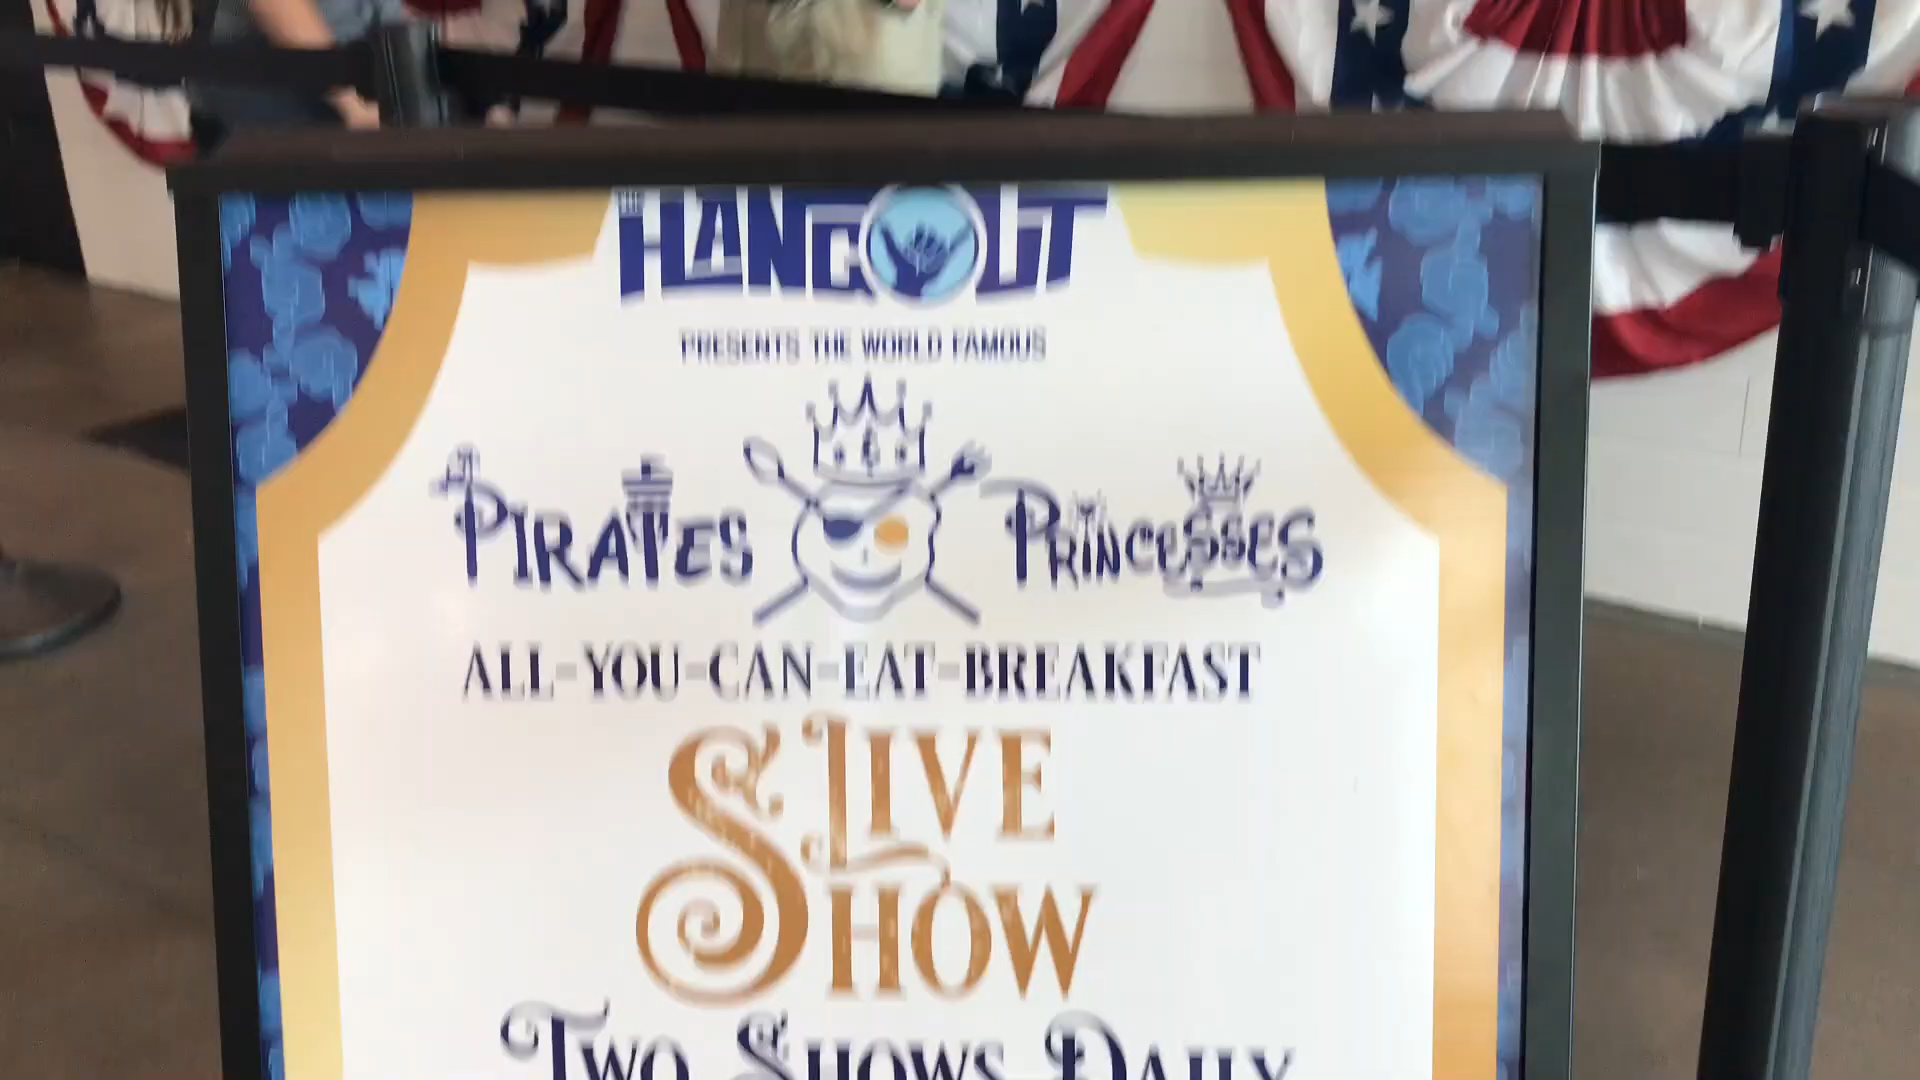 THE HANGOUT
PRESENTS THE WORLD FAMOUS
PIRATES PRINCESSES
ALL-YOU-CAN-EAT-BREAKFAST
LIVE
SHOW
TWO SHOWS DAILY